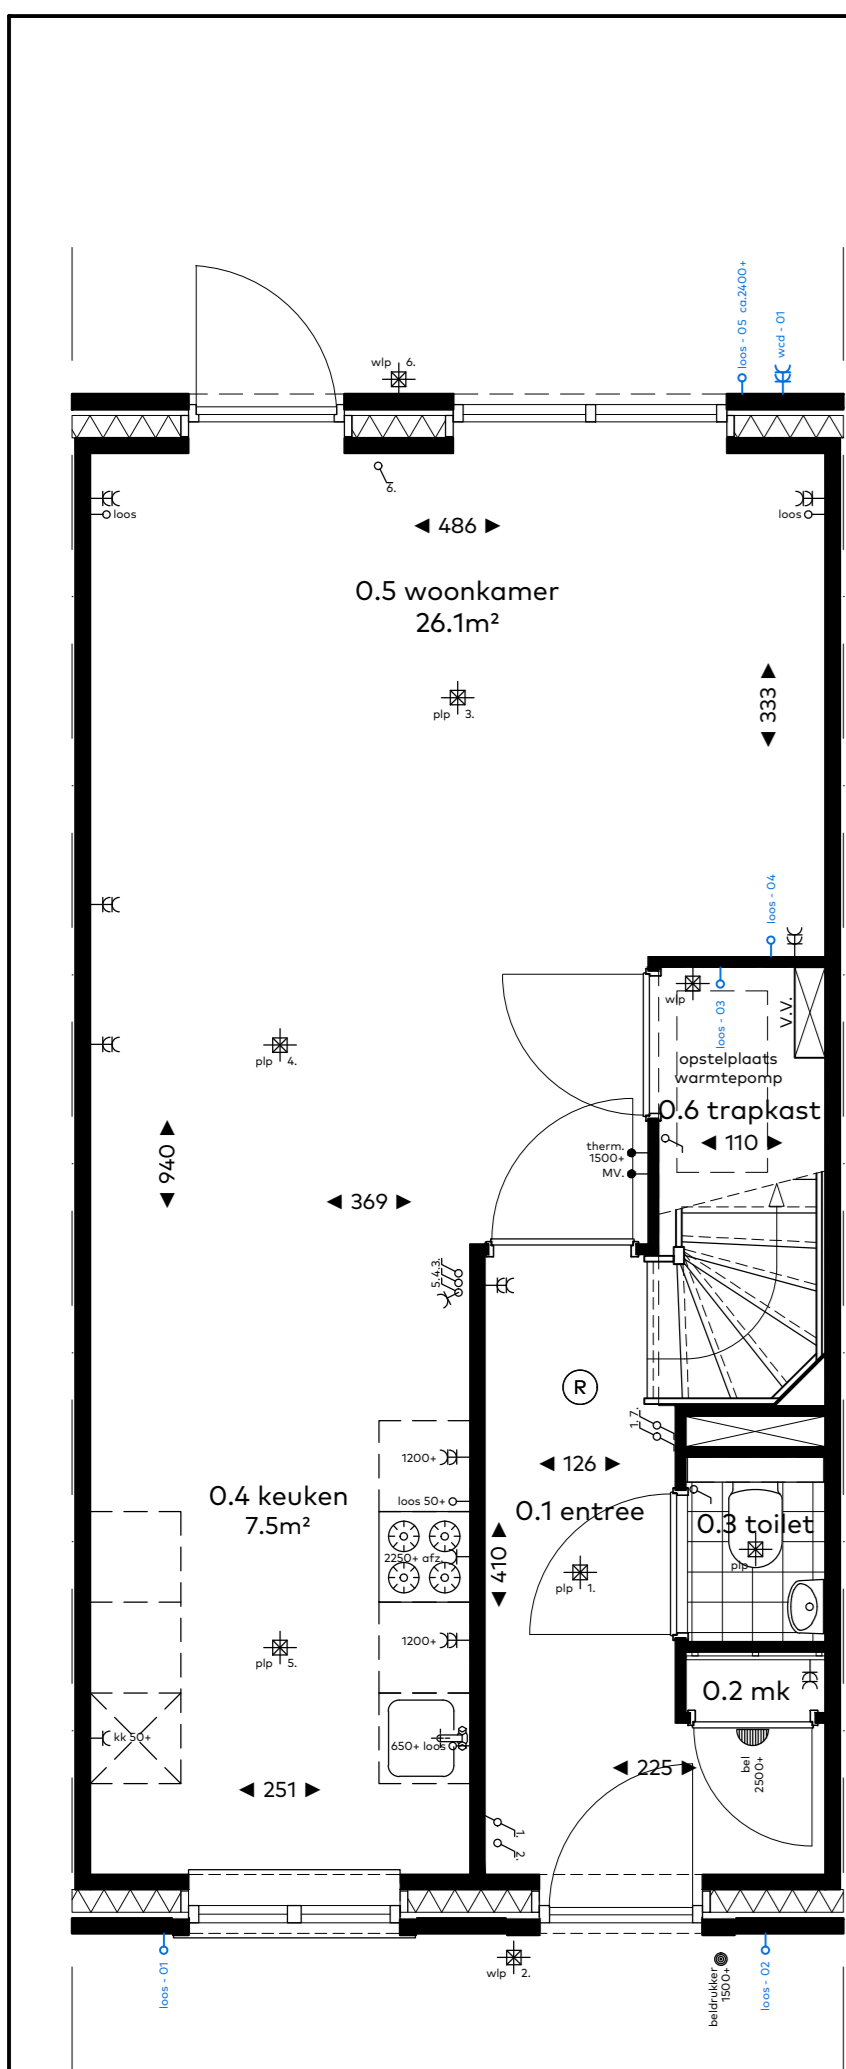 loos - 05 ca.2400+
wcd - 01
wlp 6.
6.
loos
loos
486
0.5 woonkamer
26.1m²
333
plp 3.
loos - 04
wlp
loos - 03
V.V.
plp 4.
opstelplaats
warmtepomp
0.6 trapkast
110
therm.
1500+
MV.
940
369
5.4.3.
R
1.7.
1200+
126
0.4 keuken
7.5m²
loos 50+
0.1 entree
0.3 toilet
2250+ afz.
410
plp
plp 1.
1200+
plp 5.
0.2 mk
kk 50+
650+ loos
bel
2500+
225
251
1.
2.
loos - 01
wlp 2.
beldrukker
1500+
loos - 02